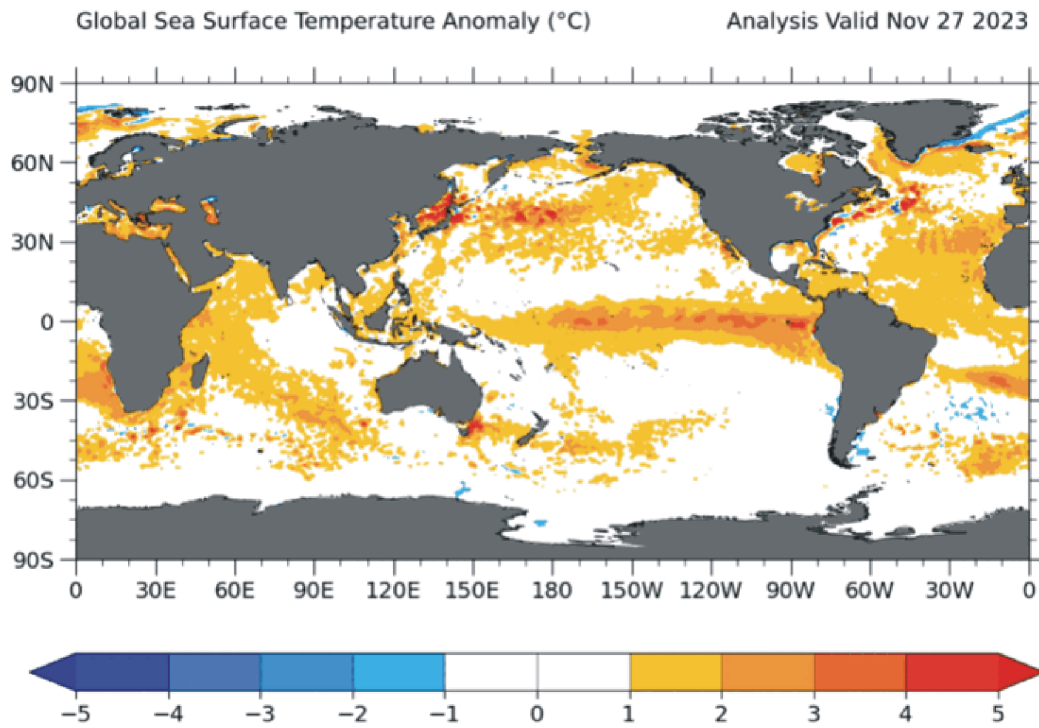 Global Sea Surface Temperature Anomaly (°C) Analysis Valid Nov 27 2023
90N
60N
30N
0
30S
60S
90S
0 30E 60E 90E 120E 150E 180 150W 120W 90W 60W 30W 0
−5 −4 −3 −2 −1 0 1 2 3 4 5